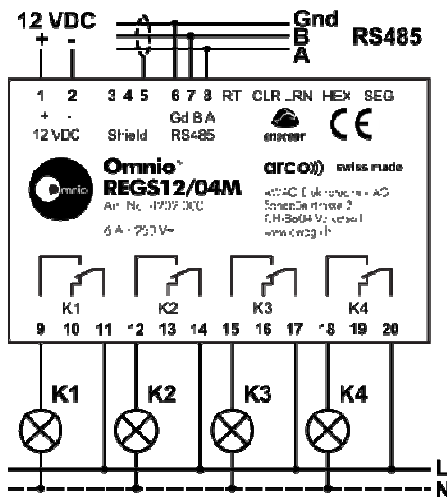 12 VDC
Gnd
B
A
RS485
+ -
1 2 3 4 5 6 7 8 RT CLR LRN HEX SEG
+ - Gd B A
12 VDC Shield RS485
enocean CE
Omnio
Omnio
REGS12/04M
arco swiss made
6 A - 250 V~
K1 K2 K3 K4
9 10 11 12 13 14 15 16 17 18 19 20
K1 K2 K3 K4
L
N